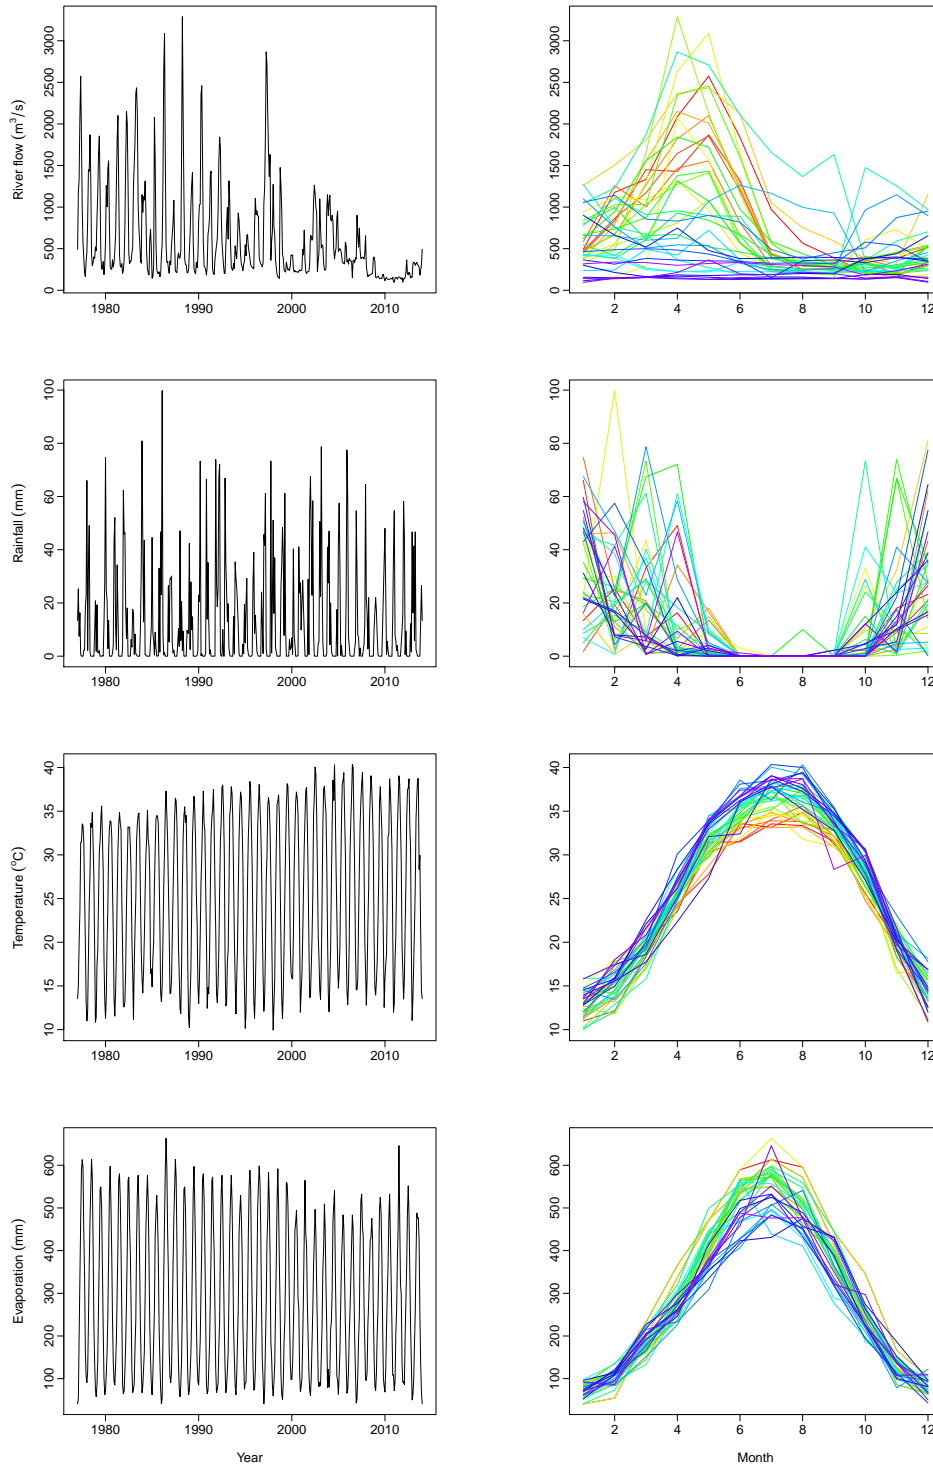 River flow (m³/s)
0 500 1000 1500 2000 2500 3000
1980 1990 2000 2010
0 500 1000 1500 2000 2500 3000
2 4 6 8 10 12
Rainfall (mm)
0 20 40 60 80 100
1980 1990 2000 2010
0 20 40 60 80 100
2 4 6 8 10 12
Temperature (°C)
10 15 20 25 30 35 40
1980 1990 2000 2010
10 15 20 25 30 35 40
2 4 6 8 10 12
Evaporation (mm)
100 200 300 400 500 600
1980 1990 2000 2010
100 200 300 400 500 600
2 4 6 8 10 12
Year
Month